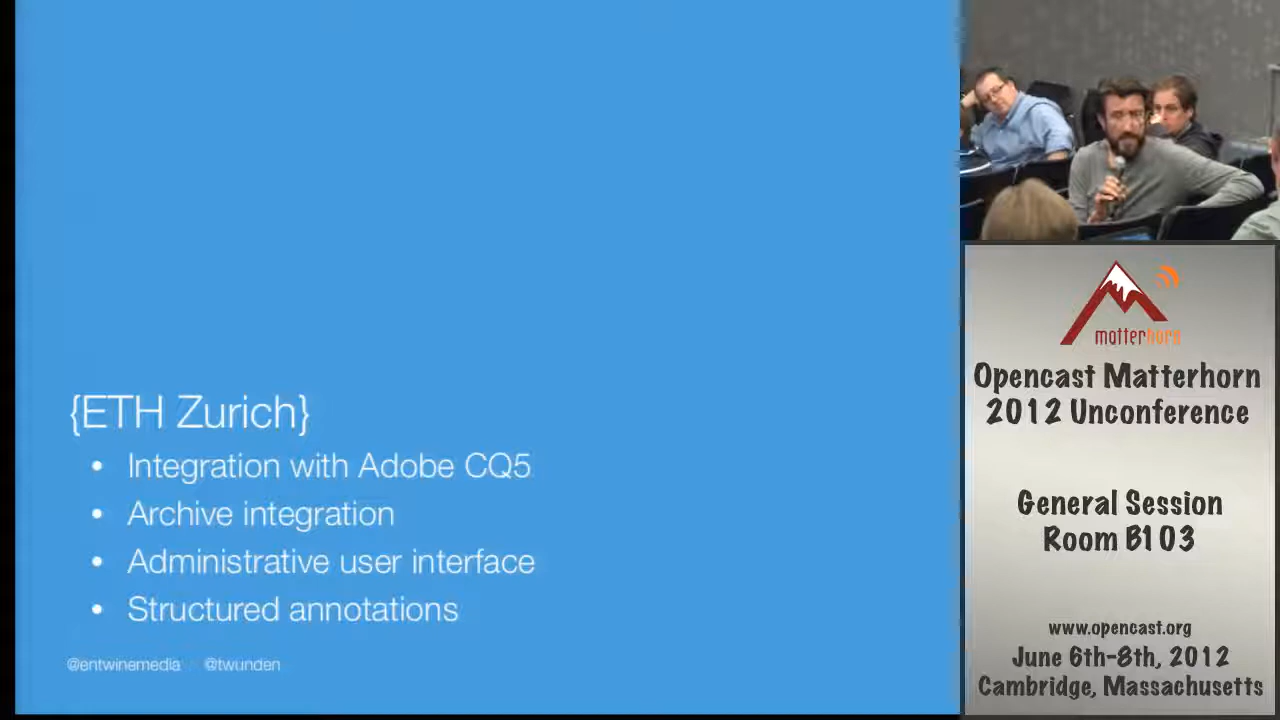 {ETH Zurich}
• Integration with Adobe CQ5
• Archive integration
• Administrative user interface
• Structured annotations
@entwinemedia @twunden
matterhorn
Opencast Matterhorn
2012 Unconference
General Session
Room B103
www.opencast.org
June 6th-8th, 2012
Cambridge, Massachusetts